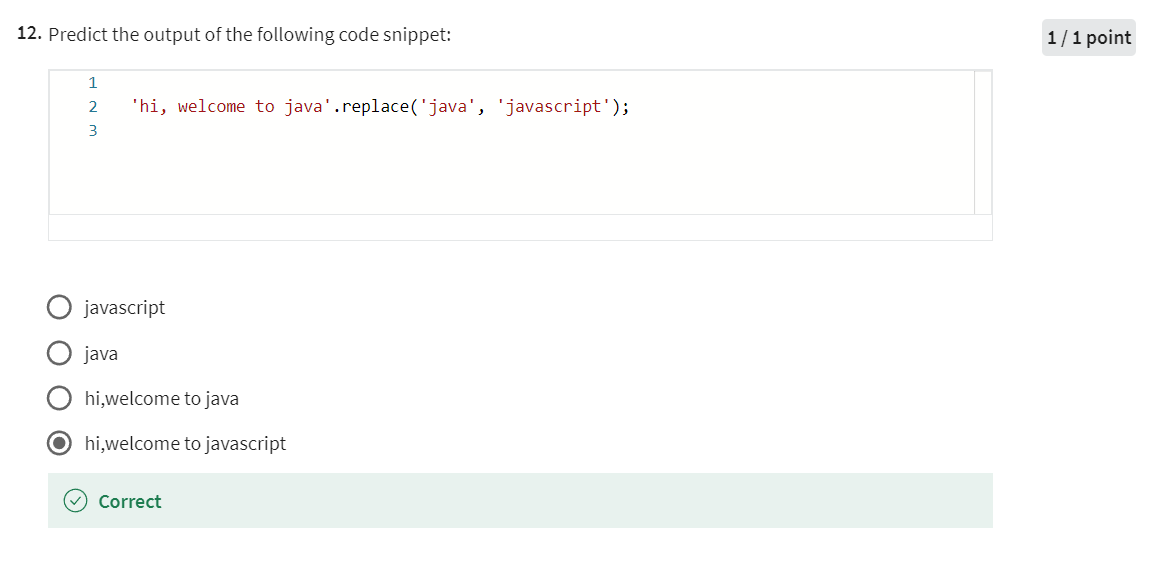 12. Predict the output of the following code snippet:
1 / 1 point
1
2 'hi, welcome to java'.replace('java', 'javascript');
3
javascript
java
hi,welcome to java
hi,welcome to javascript
Correct